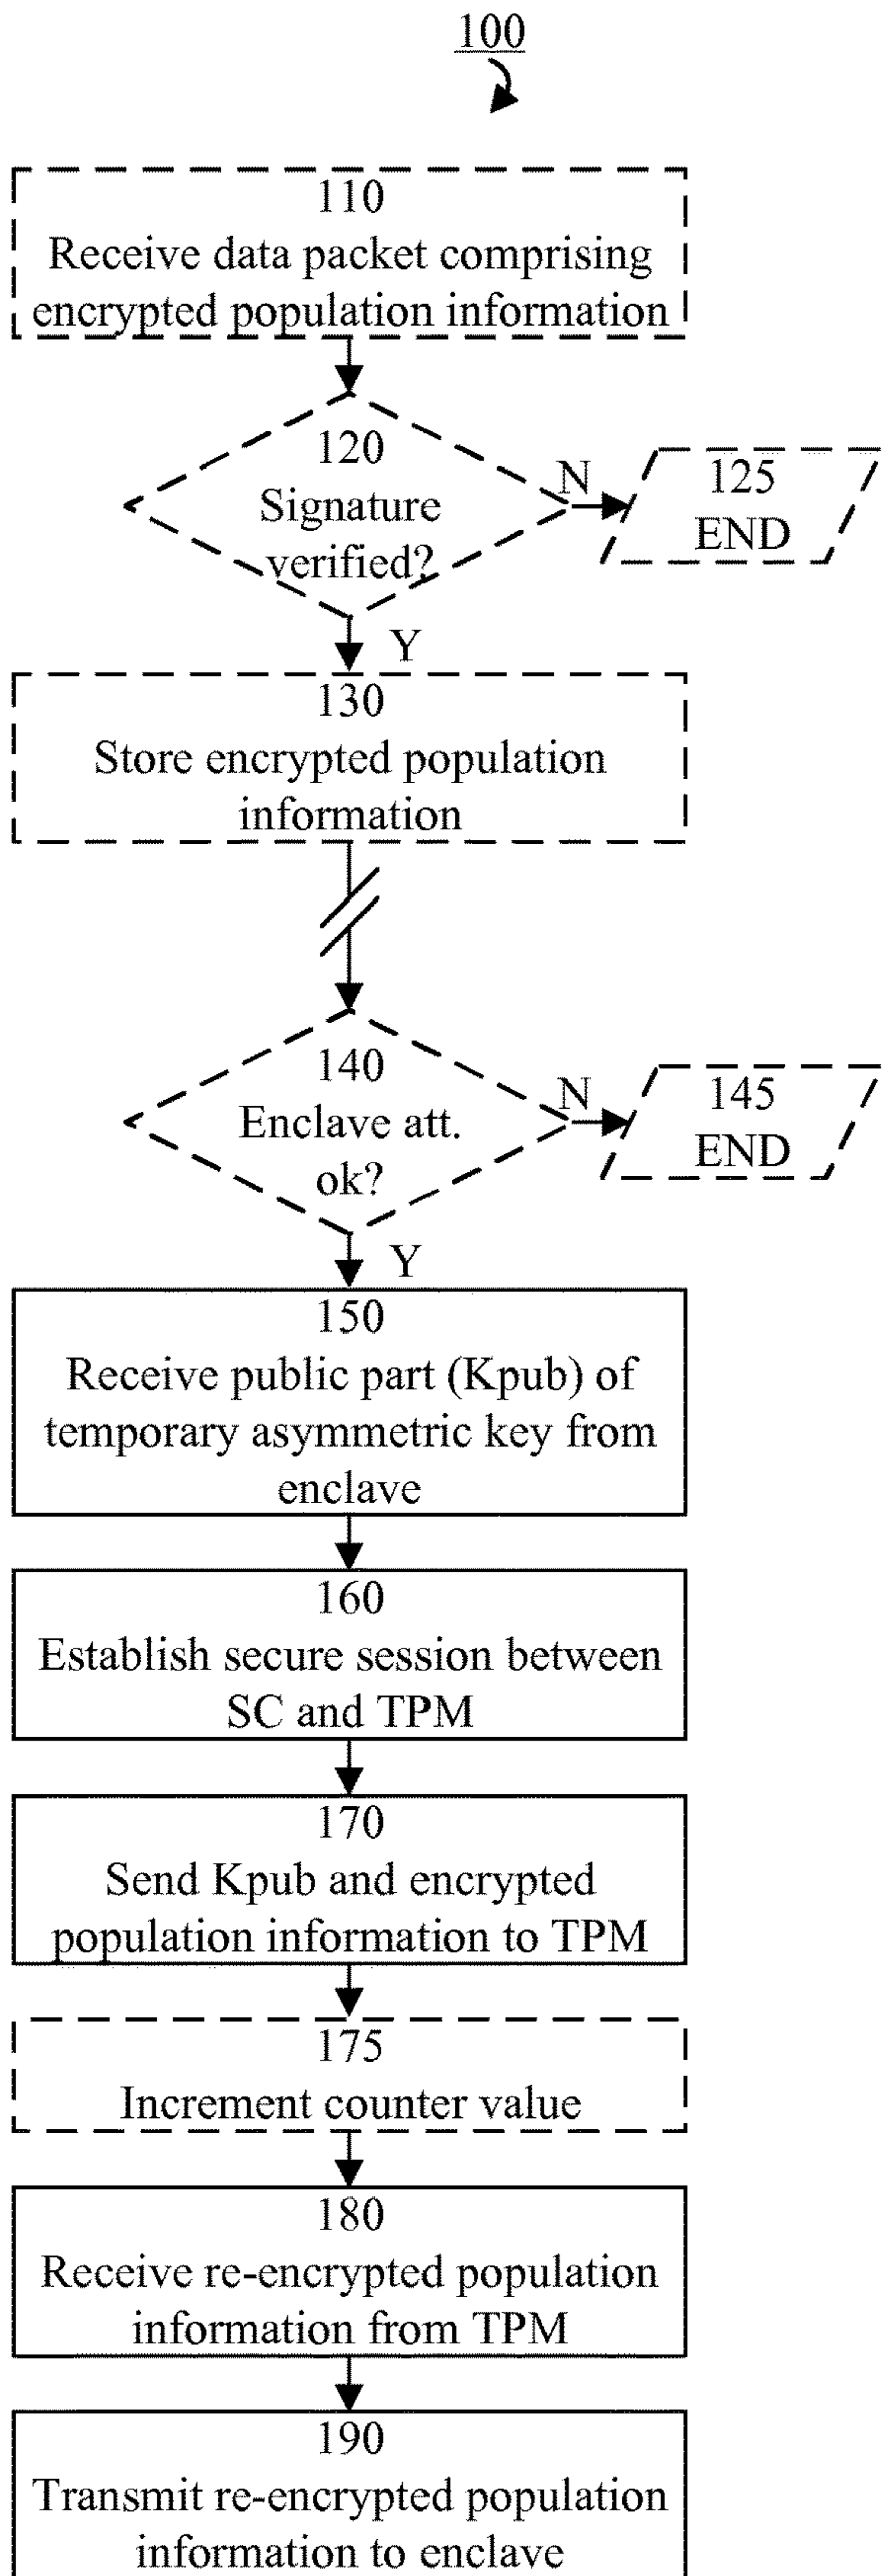 100
110
Receive data packet comprising
encrypted population information
120
Signature
verified?
N
125
END
Y
130
Store encrypted population
information
140
Enclave att.
ok?
N
145
END
Y
150
Receive public part (Kpub) of
temporary asymmetric key from
enclave
160
Establish secure session between
SC and TPM
170
Send Kpub and encrypted
population information to TPM
175
Increment counter value
180
Receive re-encrypted population
information from TPM
190
Transmit re-encrypted population
information to enclave